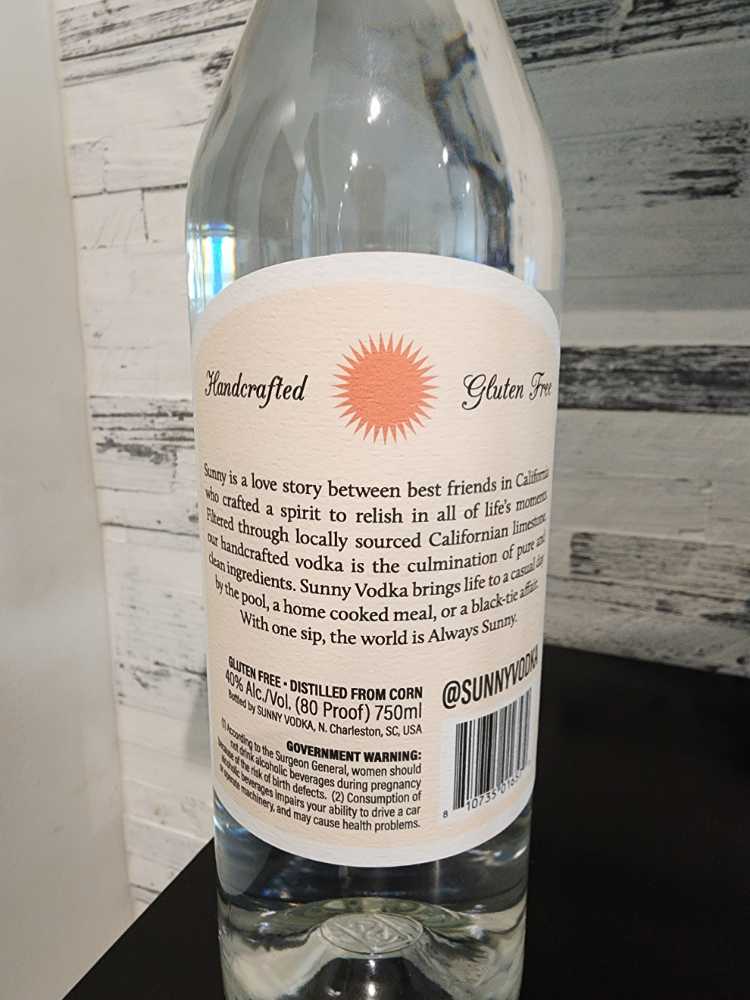 Handcrafted
Gluten Free
Sunny is a love story between best friends in California
who crafted a spirit to relish in all of life's moments.
Filtered through locally sourced Californian limestone,
our handcrafted vodka is the culmination of pure and
clean ingredients. Sunny Vodka brings life to a casual day
by the pool, a home cooked meal, or a black-tie affair.
With one sip, the world is Always Sunny.
GLUTEN FREE • DISTILLED FROM CORN
40% Alc./Vol. (80 Proof) 750ml
Bottled by SUNNY VODKA, N. Charleston, SC, USA
@SUNNYVODKA
GOVERNMENT WARNING:
(1) According to the Surgeon General, women should
not drink alcoholic beverages during pregnancy
because of the risk of birth defects. (2) Consumption of
alcoholic beverages impairs your ability to drive a car
or operate machinery, and may cause health problems.
8